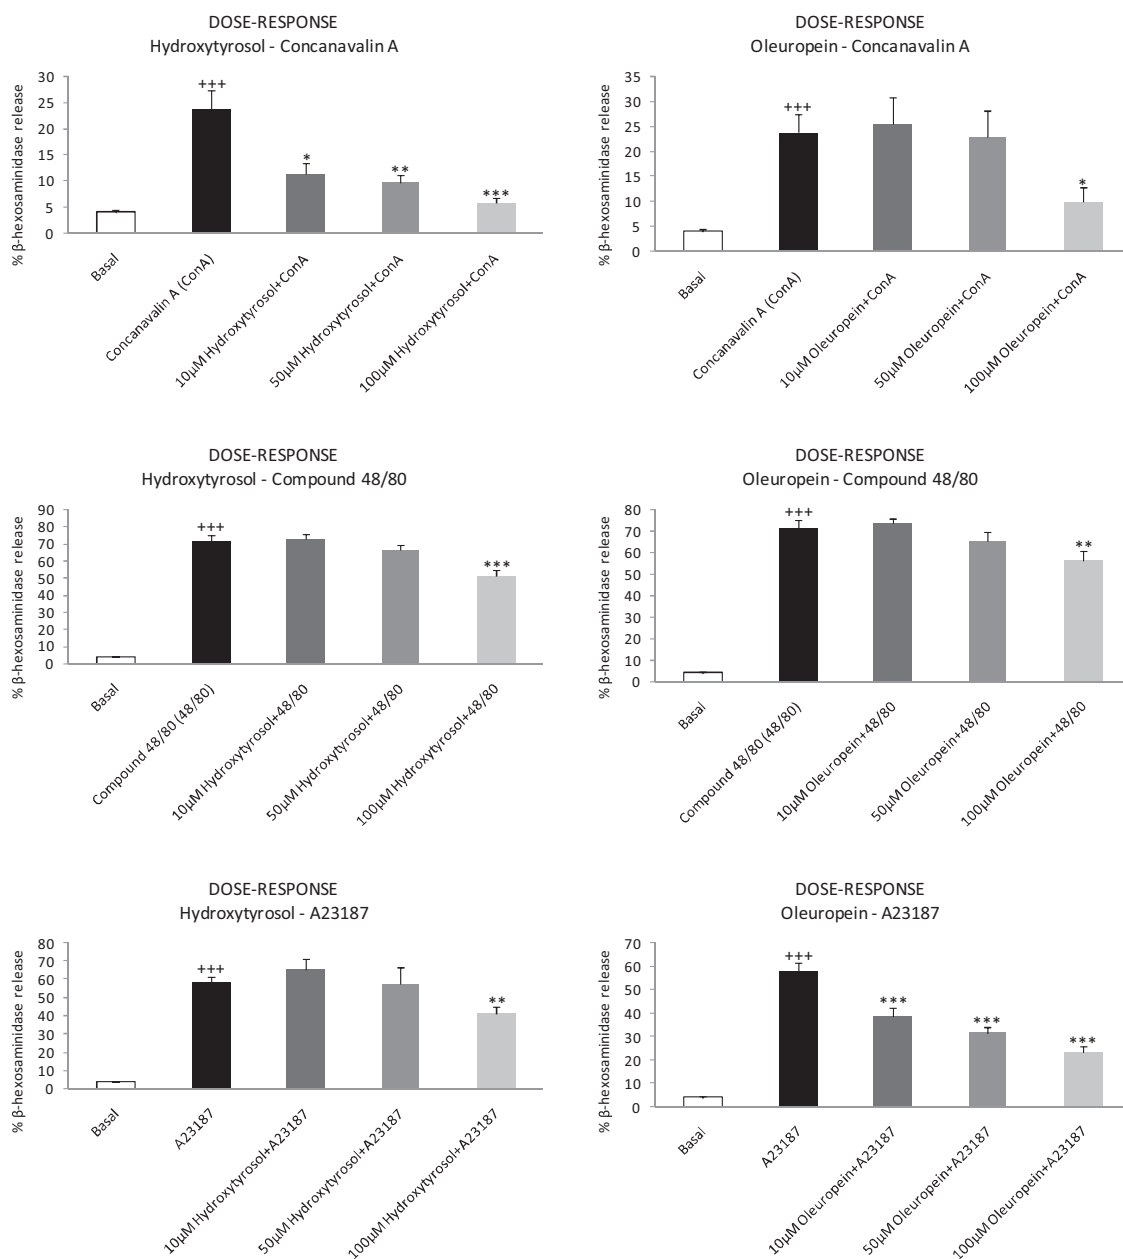 DOSE-RESPONSE
Hydroxytyrosol - Concanavalin A
% β-hexosaminidase release
30
25
20
15
10
5
0
+++
*
**
***
Basal
Concanavalin A (ConA)
10μM Hydroxytyrosol+ConA
50μM Hydroxytyrosol+ConA
100μM Hydroxytyrosol+ConA
DOSE-RESPONSE
Oleuropein - Concanavalin A
% β-hexosaminidase release
35
30
25
20
15
10
5
0
+++
*
Basal
Concanavalin A (ConA)
10μM Oleuropein+ConA
50μM Oleuropein+ConA
100μM Oleuropein+ConA
DOSE-RESPONSE
Hydroxytyrosol - Compound 48/80
% β-hexosaminidase release
90
80
70
60
50
40
30
20
10
0
+++
***
Basal
Compound 48/80 (48/80)
10μM Hydroxytyrosol+48/80
50μM Hydroxytyrosol+48/80
100μM Hydroxytyrosol+48/80
DOSE-RESPONSE
Oleuropein - Compound 48/80
% β-hexosaminidase release
80
70
60
50
40
30
20
10
0
+++
**
Basal
Compound 48/80 (48/80)
10μM Oleuropein+48/80
50μM Oleuropein+48/80
100μM Oleuropein+48/80
DOSE-RESPONSE
Hydroxytyrosol - A23187
% β-hexosaminidase release
80
70
60
50
40
30
20
10
0
+++
**
Basal
A23187
10μM Hydroxytyrosol+A23187
50μM Hydroxytyrosol+A23187
100μM Hydroxytyrosol+A23187
DOSE-RESPONSE
Oleuropein - A23187
% β-hexosaminidase release
70
60
50
40
30
20
10
0
+++
***
***
***
Basal
A23187
10μM Oleuropein+A23187
50μM Oleuropein+A23187
100μM Oleuropein+A23187